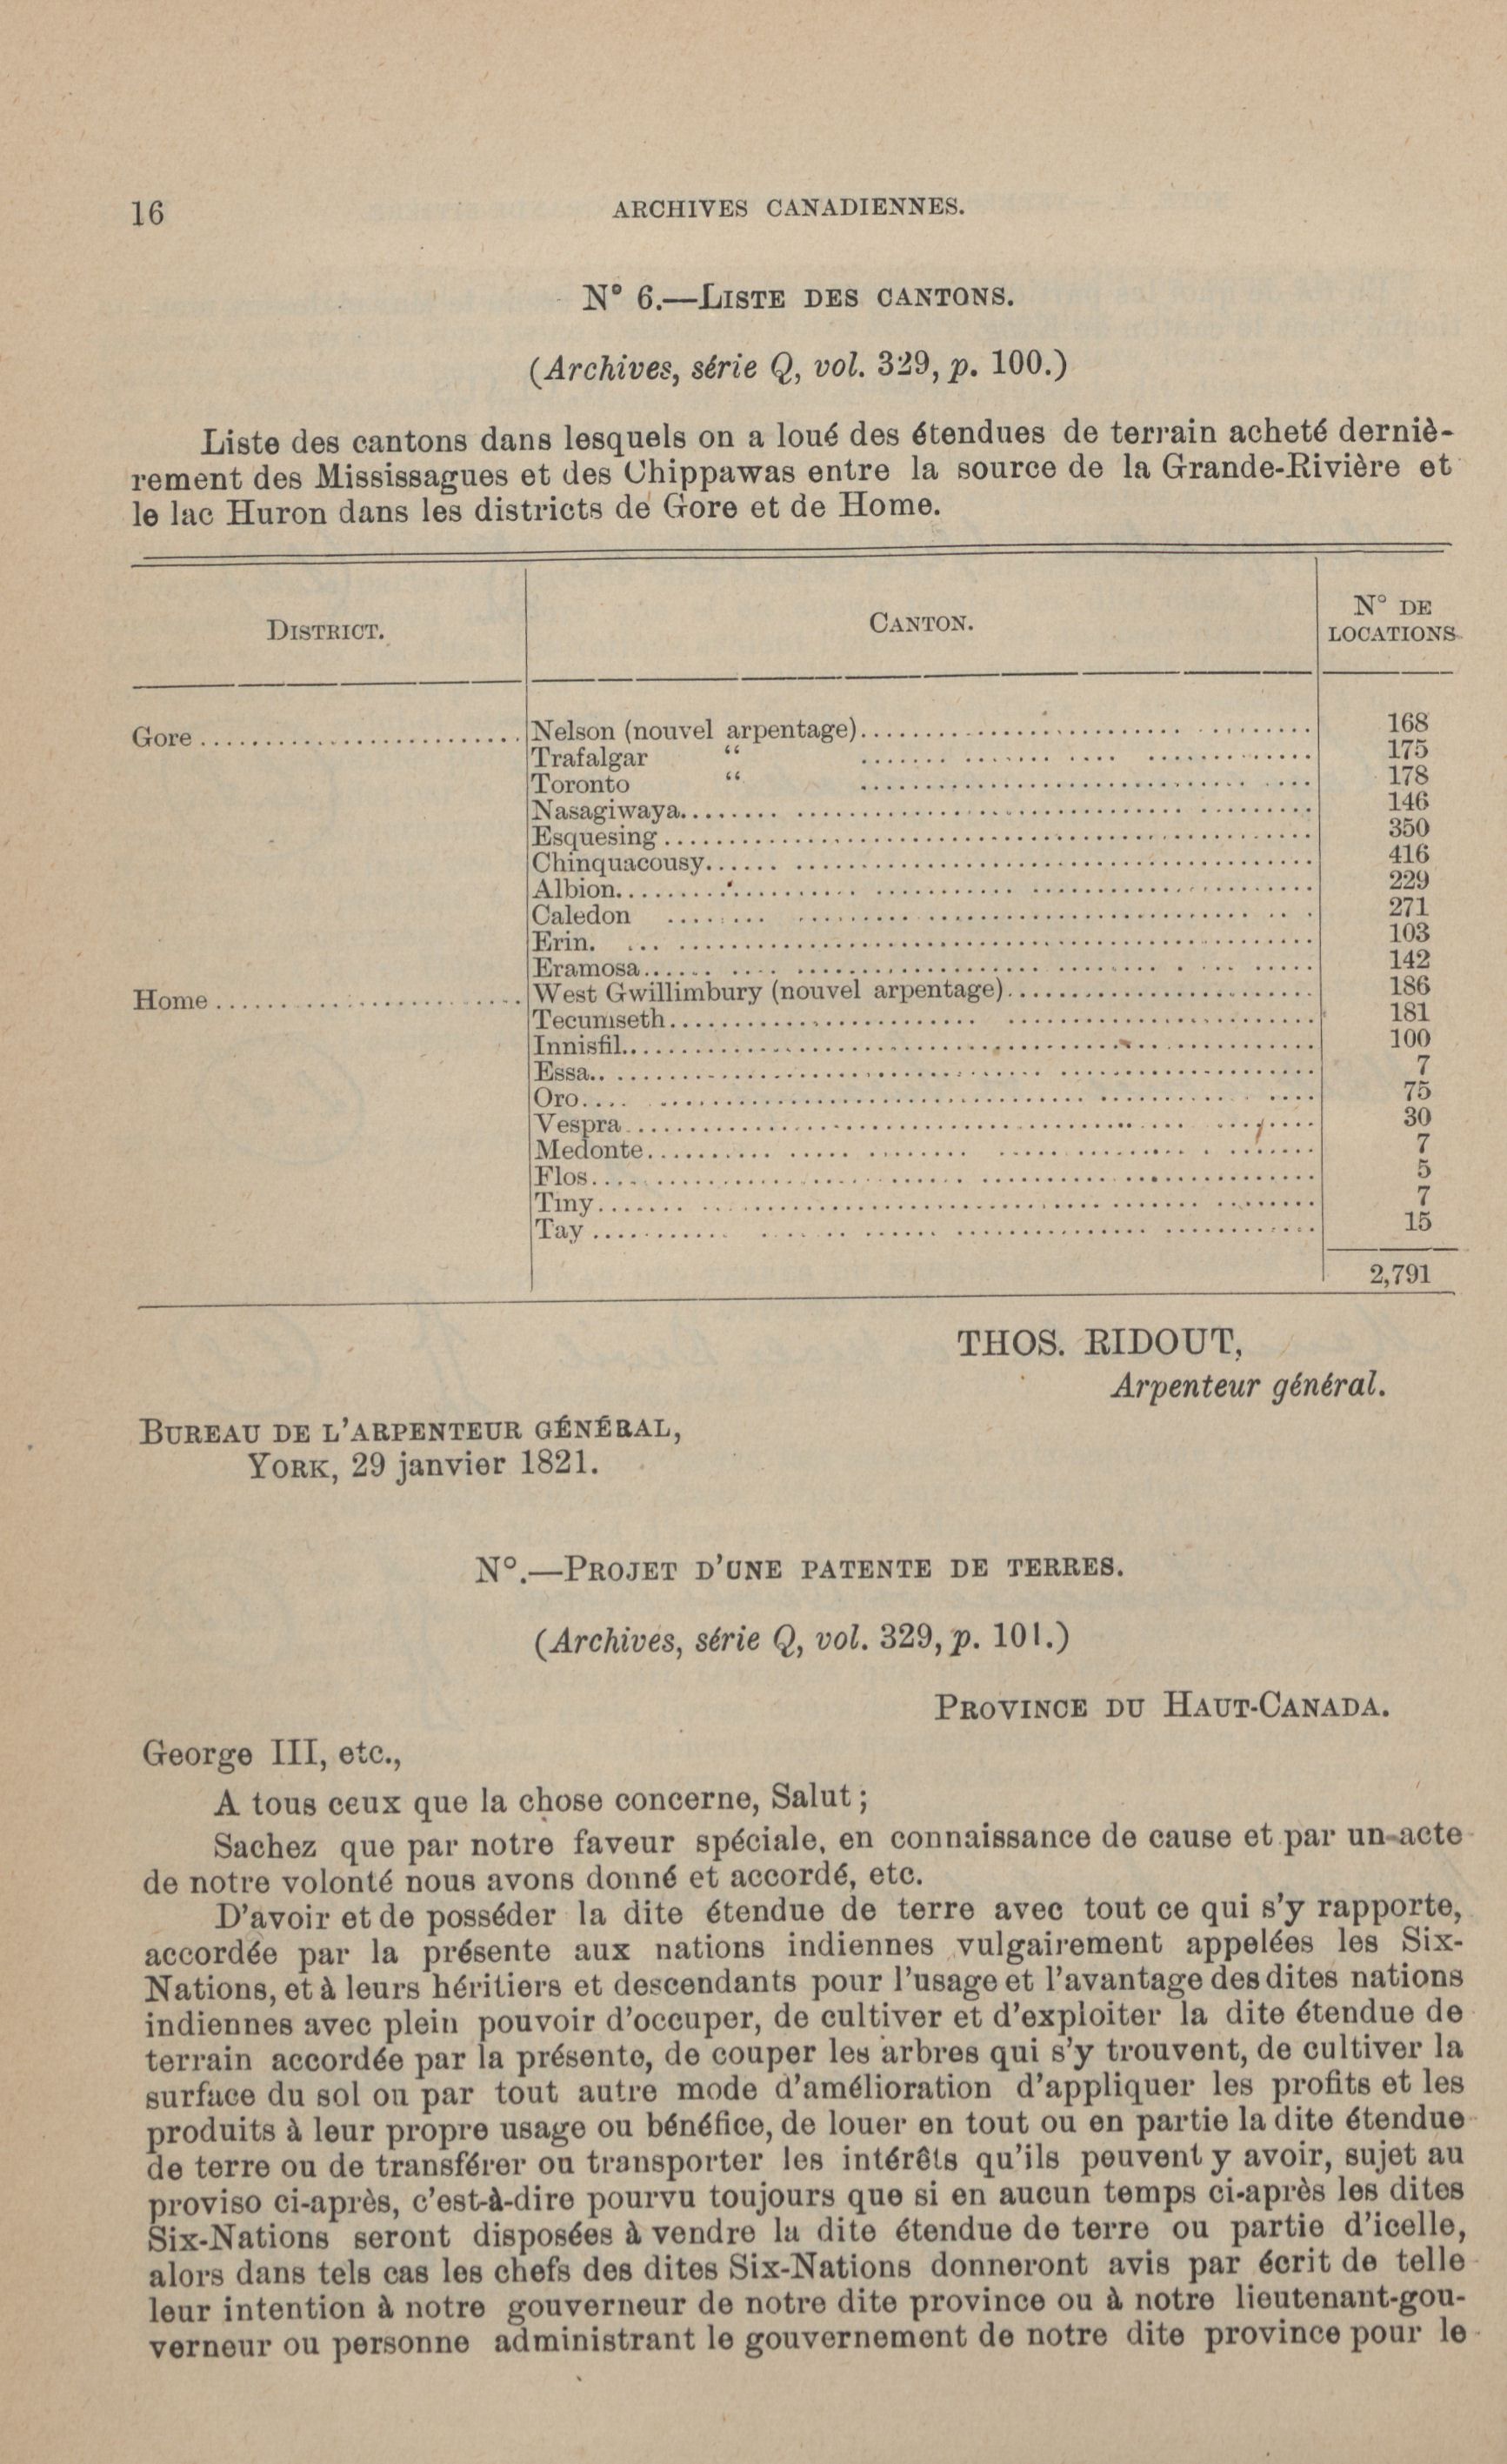 16
ARCHIVES CANADIENNES.
N° 6.—LISTE DES CANTONS.
(Archives, série Q, vol. 329, p. 100.)
Liste des cantons dans lesquels on a loué des étendues de terrain acheté derniè-
rement des Mississagues et des Chippawas entre la source de la Grande-Rivière et
le lac Huron dans les districts de Gore et de Home.
DISTRICT. CANTON. N° DE LOCATIONS
Gore Nelson (nouvel arpentage) 168
Trafalgar “ 175
Toronto “ 178
Nasagiwaya 146
Esquesing 350
Chinquacousy 416
Albion 229
Caledon 271
Erin. 103
Eramosa 142
Home West Gwillimbury (nouvel arpentage) 186
Tecumseth 181
Innisfil 100
Essa 7
Oro 75
Vespra 30
Medonte 7
Flos 5
Tiny 7
Tay 15
2,791
THOS. RIDOUT,
Arpenteur général.
BUREAU DE L'ARPENTEUR GÉNÉRAL,
YORK, 29 janvier 1821.
N°.—PROJET D'UNE PATENTE DE TERRES.
(Archives, série Q, vol. 329, p. 101.)
PROVINCE DU HAUT-CANADA.
George III, etc.,
A tous ceux que la chose concerne, Salut ;
Sachez que par notre faveur spéciale, en connaissance de cause et par un acte
de notre volonté nous avons donné et accordé, etc.
D'avoir et de posséder la dite étendue de terre avec tout ce qui s'y rapporte,
accordée par la présente aux nations indiennes vulgairement appelées les Six-
Nations, et à leurs héritiers et descendants pour l'usage et l'avantage des dites nations
indiennes avec plein pouvoir d'occuper, de cultiver et d'exploiter la dite étendue de
terrain accordée par la présente, de couper les arbres qui s'y trouvent, de cultiver la
surface du sol ou par tout autre mode d'amélioration d'appliquer les profits et les
produits à leur propre usage ou bénéfice, de louer en tout ou en partie la dite étendue
de terre ou de transférer ou transporter les intérêts qu'ils peuvent y avoir, sujet au
proviso ci-après, c'est-à-dire pourvu toujours que si en aucun temps ci-après les dites
Six-Nations seront disposées à vendre la dite étendue de terre ou partie d'icelle,
alors dans tels cas les chefs des dites Six-Nations donneront avis par écrit de telle
leur intention à notre gouverneur de notre dite province ou à notre lieutenant-gou-
verneur ou personne administrant le gouvernement de notre dite province pour le